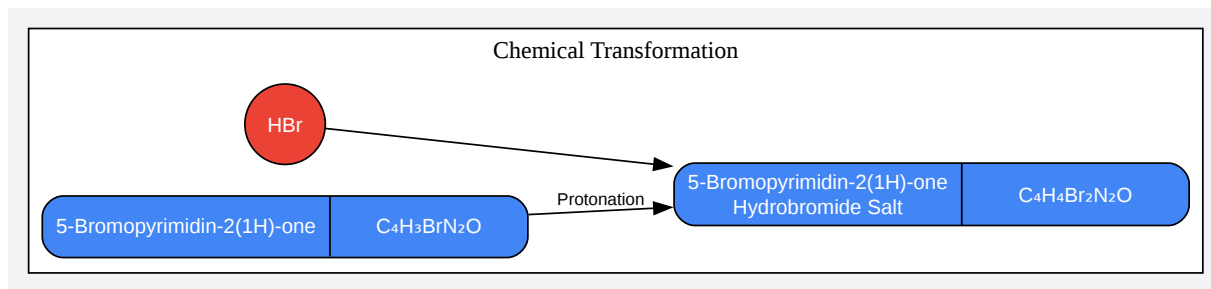 Chemical Transformation
HBr
5-Bromopyrimidin-2(1H)-one
C₄H₃BrN₂O
Protonation
5-Bromopyrimidin-2(1H)-one
Hydrobromide Salt
C₄H₄Br₂N₂O